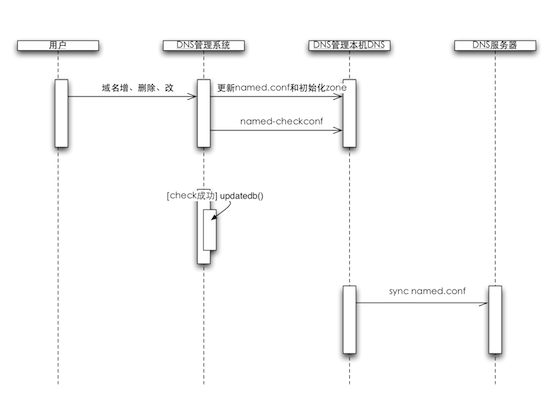 用户
DNS管理系统
DNS管理本机DNS
DNS服务器
域名增、删除、改
更新named.conf和初始化zone
named-checkconf
[check成功] updatedb()
sync named.conf